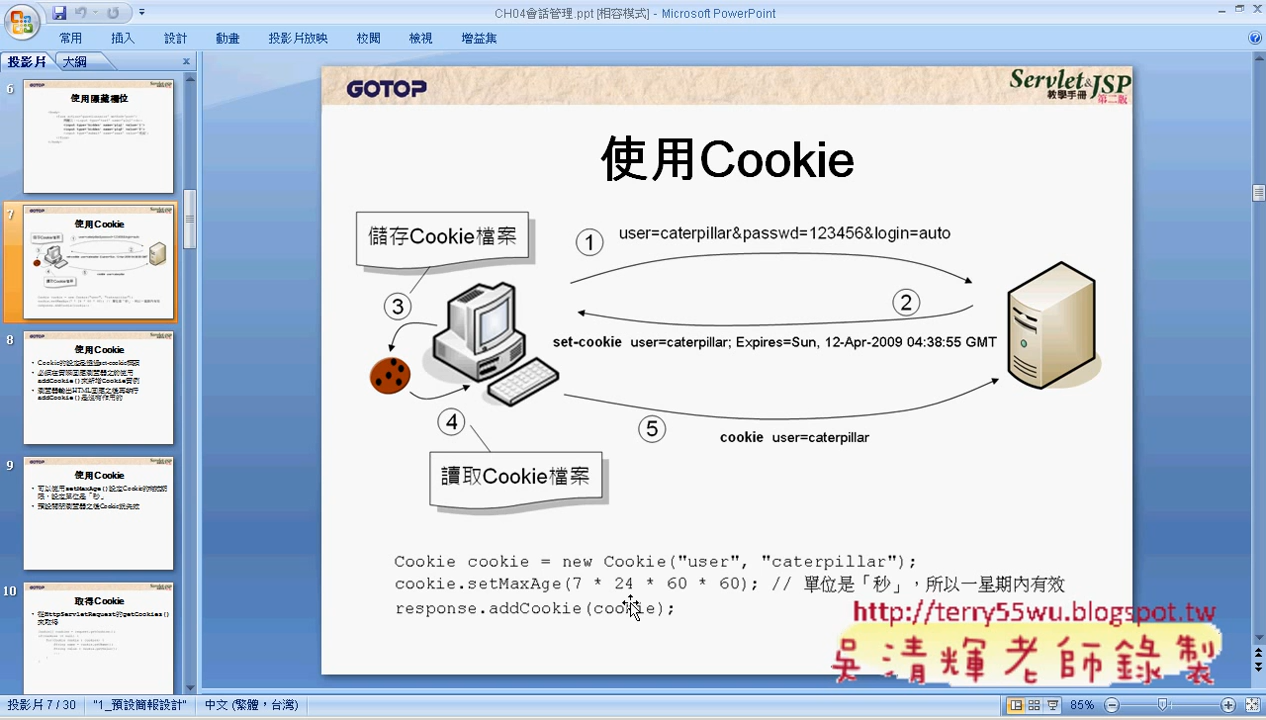 CH04會話管理.ppt [相容模式] - Microsoft PowerPoint
常用 插入 設計 動畫 投影片放映 校閱 檢視 增益集
投影片 大綱
6
使用隱藏欄位
7
使用Cookie
8
使用Cookie
9
使用Cookie
10
取得Cookie
GOTOP
Servlet&JSP
教學手冊 第二版
使用Cookie
儲存Cookie檔案
1
user=caterpillar&passwd=123456&login=auto
2
3
set-cookie user=caterpillar; Expires=Sun, 12-Apr-2009 04:38:55 GMT
4
5
cookie user=caterpillar
讀取Cookie檔案
Cookie cookie = new Cookie("user", "caterpillar");
cookie.setMaxAge(7 * 24 * 60 * 60); // 單位是「秒」，所以一星期內有效
response.addCookie(cookie);
http://terry55wu.blogspot.tw
吳清輝老師錄製
投影片 7 / 30 "1_預設簡報設計" 中文 (繁體，台灣) 85%